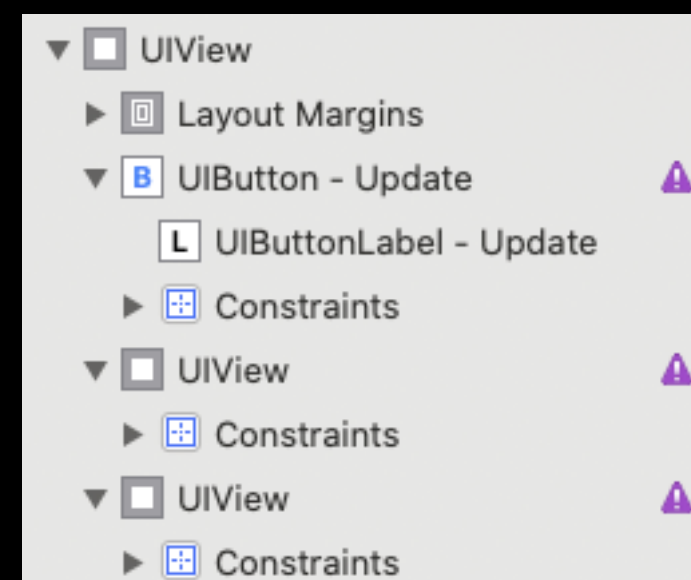 UIView
Layout Margins
B UIButton - Update
L UIButtonLabel - Update
Constraints
UIView
Constraints
UIView
Constraints